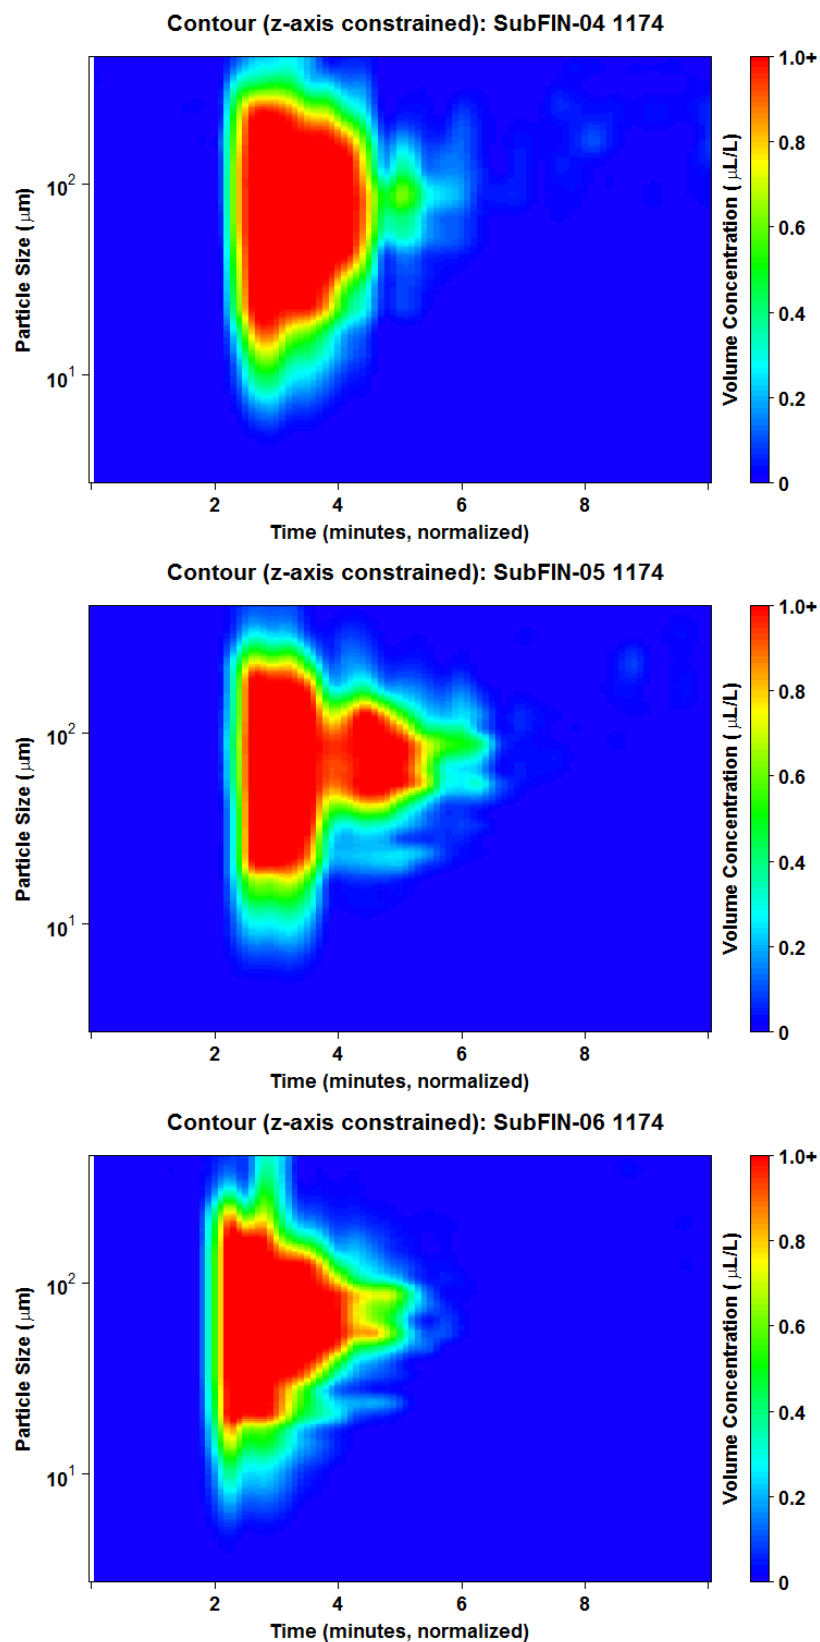 Contour (z-axis constrained): SubFIN-04 1174
Particle Size (μm)
10²
10¹
2 4 6 8
Time (minutes, normalized)
1.0+
0.8
0.6
0.4
0.2
0
Volume Concentration ( μL/L)
Contour (z-axis constrained): SubFIN-05 1174
Particle Size (μm)
10²
10¹
2 4 6 8
Time (minutes, normalized)
1.0+
0.8
0.6
0.4
0.2
0
Volume Concentration ( μL/L)
Contour (z-axis constrained): SubFIN-06 1174
Particle Size (μm)
10²
10¹
2 4 6 8
Time (minutes, normalized)
1.0+
0.8
0.6
0.4
0.2
0
Volume Concentration ( μL/L)